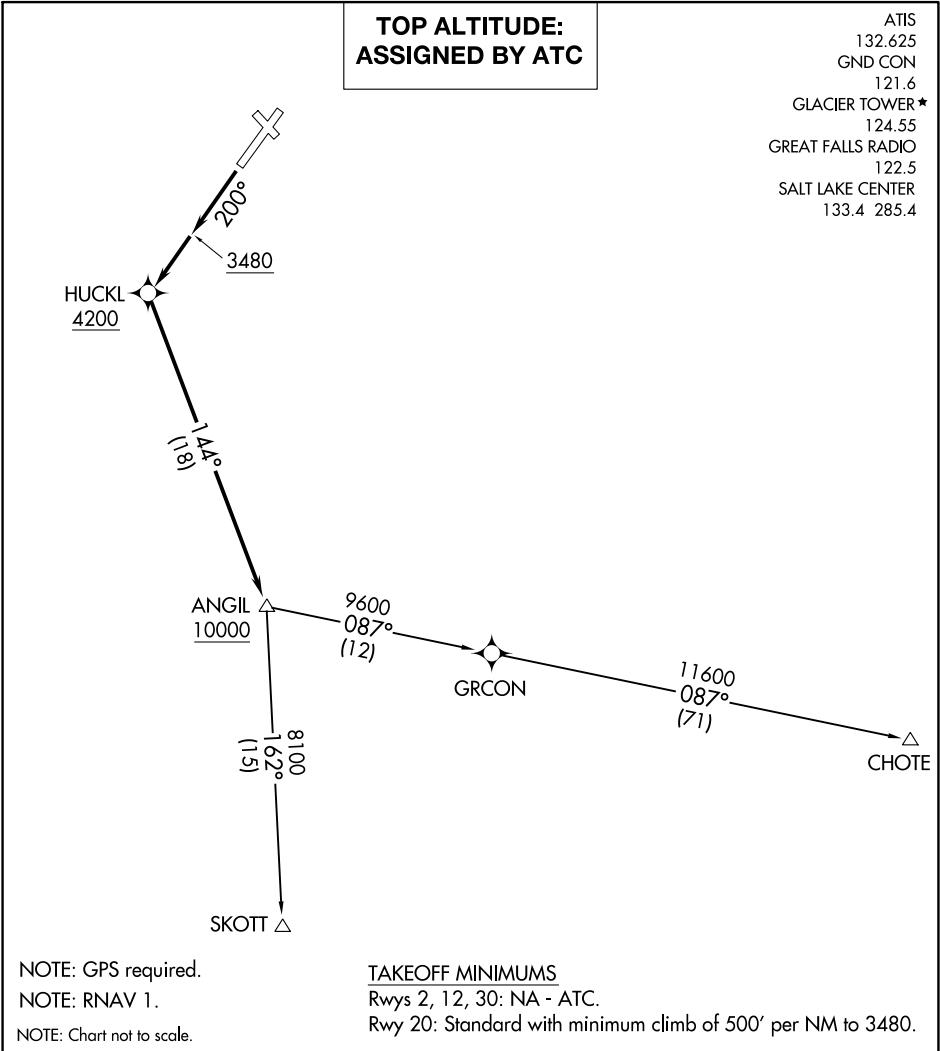 TOP ALTITUDE:
ASSIGNED BY ATC
ATIS
132.625
GND CON
121.6
GLACIER TOWER★
124.55
GREAT FALLS RADIO
122.5
SALT LAKE CENTER
133.4 285.4
200°
3480
HUCKL
4200
144°
(18)
ANGIL
10000
9600
087°
(12)
GRCON
11600
087°
(71)
CHOTE
8100
162°
(15)
SKOTT
NOTE: GPS required.
NOTE: RNAV 1.
NOTE: Chart not to scale.
TAKEOFF MINIMUMS
Rwys 2, 12, 30: NA - ATC.
Rwy 20: Standard with minimum climb of 500' per NM to 3480.